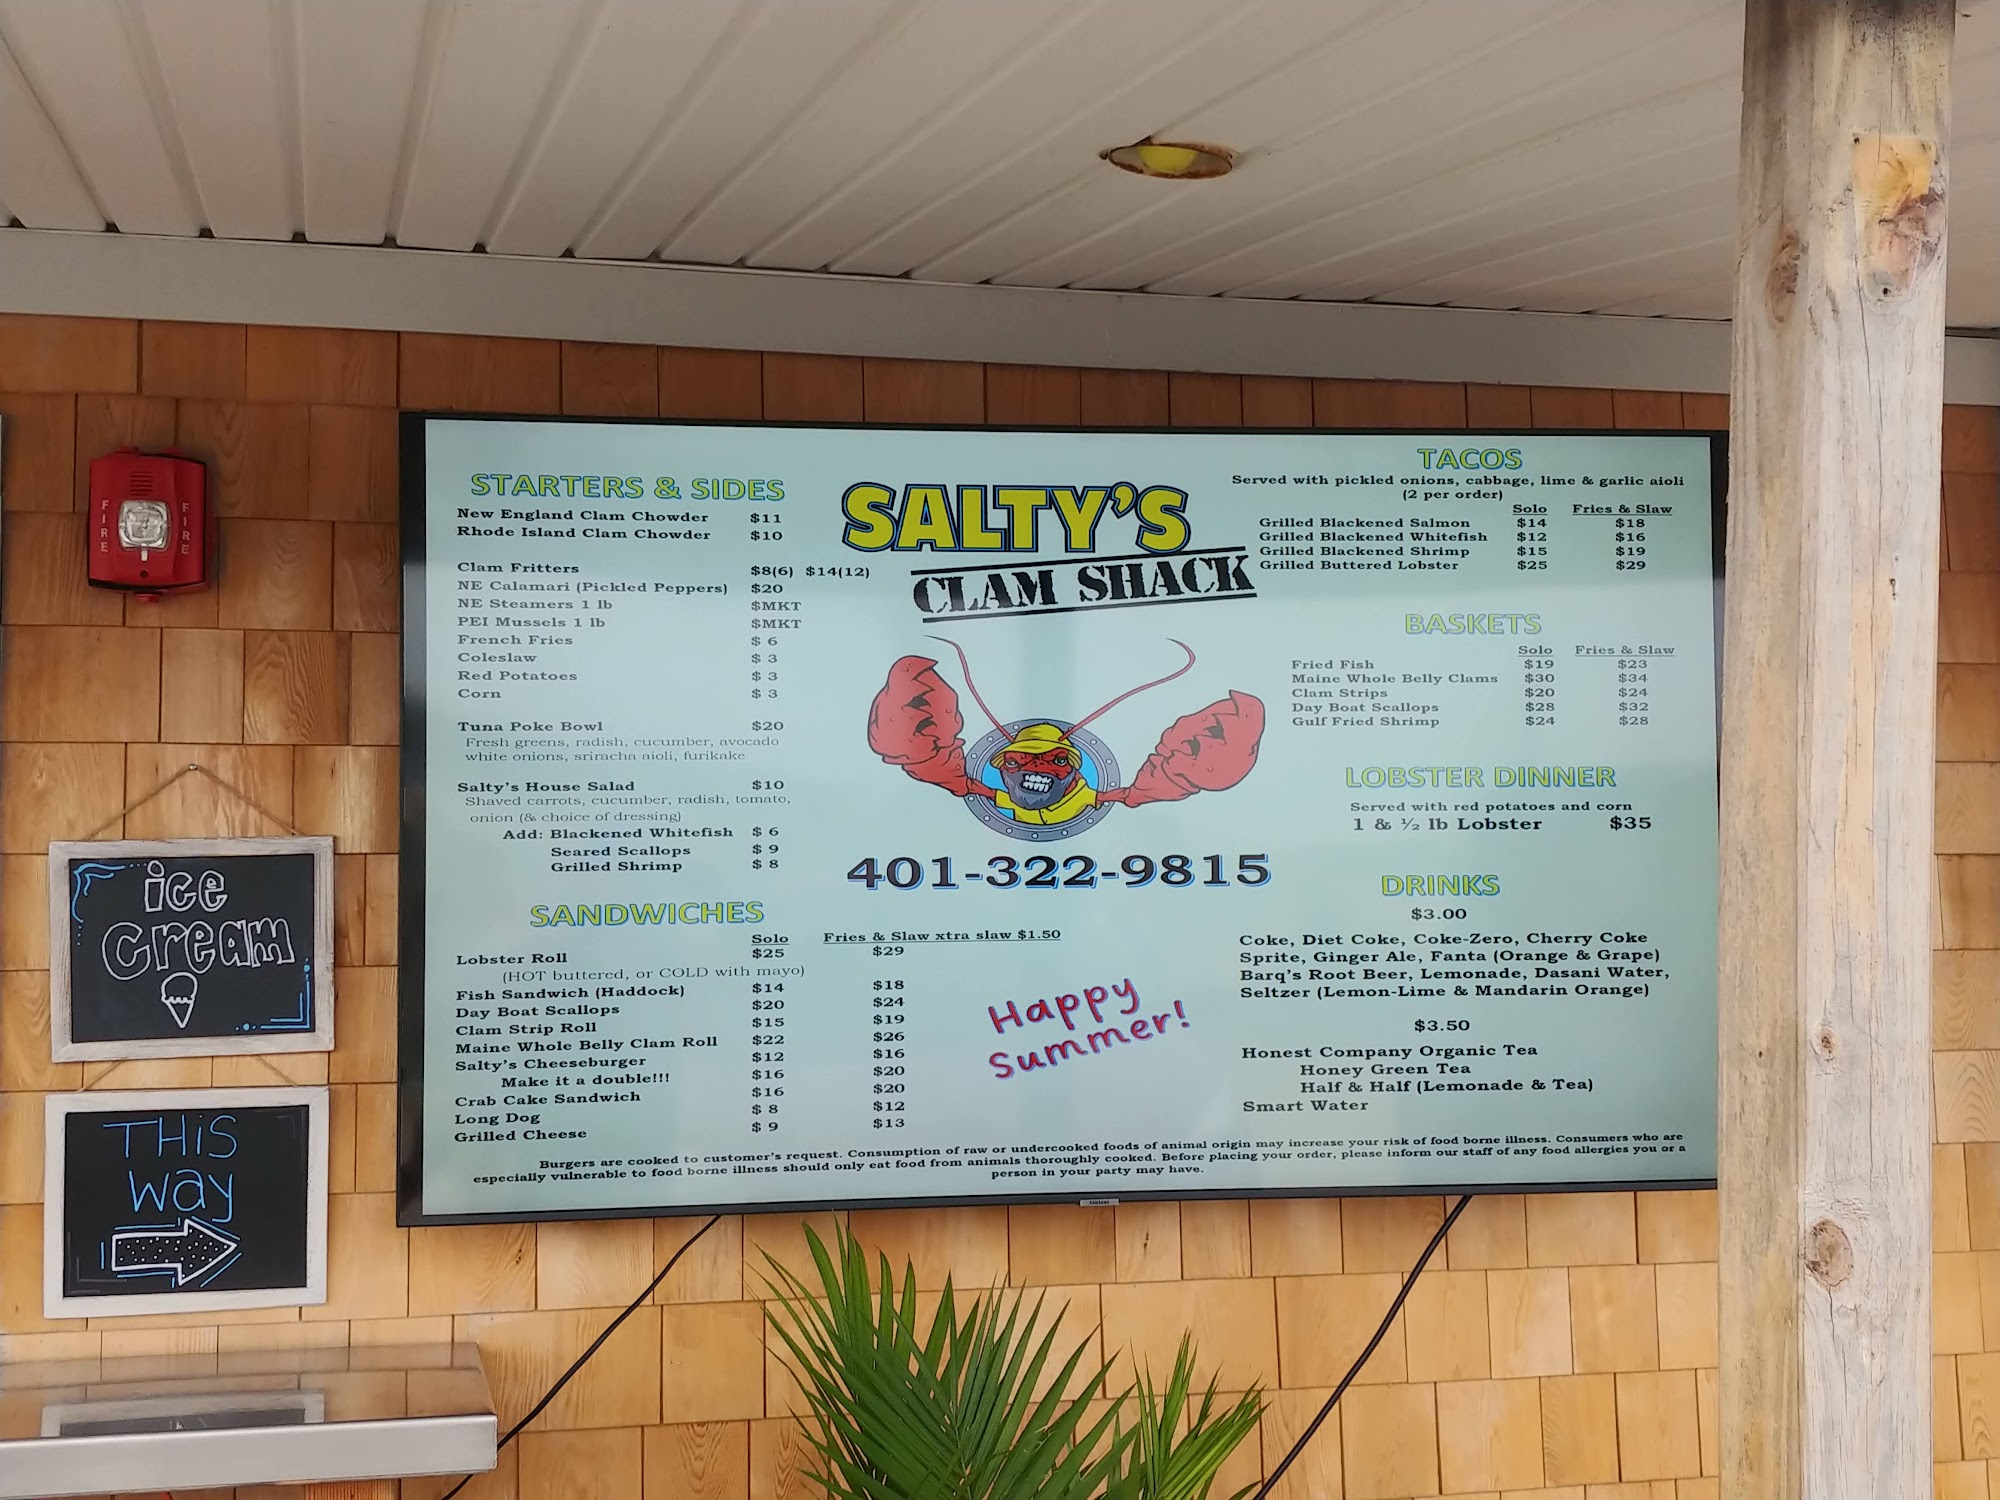 FIRE
FIRE
ice
cream
THiS
way
STARTERS & SIDES
New England Clam Chowder $11
Rhode Island Clam Chowder $10
Clam Fritters $8(6) $14(12)
NE Calamari (Pickled Peppers) $20
NE Steamers 1 lb $MKT
PEI Mussels 1 lb $MKT
French Fries $ 6
Coleslaw $ 3
Red Potatoes $ 3
Corn $ 3
Tuna Poke Bowl $20
Fresh greens, radish, cucumber, avocado
white onions, sriracha aioli, furikake
Salty's House Salad $10
Shaved carrots, cucumber, radish, tomato,
onion (& choice of dressing)
Add: Blackened Whitefish $ 6
Seared Scallops $ 9
Grilled Shrimp $ 8
SANDWICHES
Solo Fries & Slaw xtra slaw $1.50
Lobster Roll $25 $29
(HOT buttered, or COLD with mayo)
Fish Sandwich (Haddock) $14 $18
Day Boat Scallops $20 $24
Clam Strip Roll $15 $19
Maine Whole Belly Clam Roll $22 $26
Salty's Cheeseburger $12 $16
Make it a double!!! $16 $20
Crab Cake Sandwich $16 $20
Long Dog $ 8 $12
Grilled Cheese $ 9 $13
SALTY'S
CLAM SHACK
401-322-9815
Happy
Summer!
TACOS
Served with pickled onions, cabbage, lime & garlic aioli
(2 per order)
Solo Fries & Slaw
Grilled Blackened Salmon $14 $18
Grilled Blackened Whitefish $12 $16
Grilled Blackened Shrimp $15 $19
Grilled Buttered Lobster $25 $29
BASKETS
Solo Fries & Slaw
Fried Fish $19 $23
Maine Whole Belly Clams $30 $34
Clam Strips $20 $24
Day Boat Scallops $28 $32
Gulf Fried Shrimp $24 $28
LOBSTER DINNER
Served with red potatoes and corn
1 & ½ lb Lobster $35
DRINKS
$3.00
Coke, Diet Coke, Coke-Zero, Cherry Coke
Sprite, Ginger Ale, Fanta (Orange & Grape)
Barq's Root Beer, Lemonade, Dasani Water,
Seltzer (Lemon-Lime & Mandarin Orange)
$3.50
Honest Company Organic Tea
Honey Green Tea
Half & Half (Lemonade & Tea)
Smart Water
Burgers are cooked to customer's request. Consumption of raw or undercooked foods of animal origin may increase your risk of food borne illness. Consumers who are
especially vulnerable to food borne illness should only eat food from animals thoroughly cooked. Before placing your order, please inform our staff of any food allergies you or a
person in your party may have.